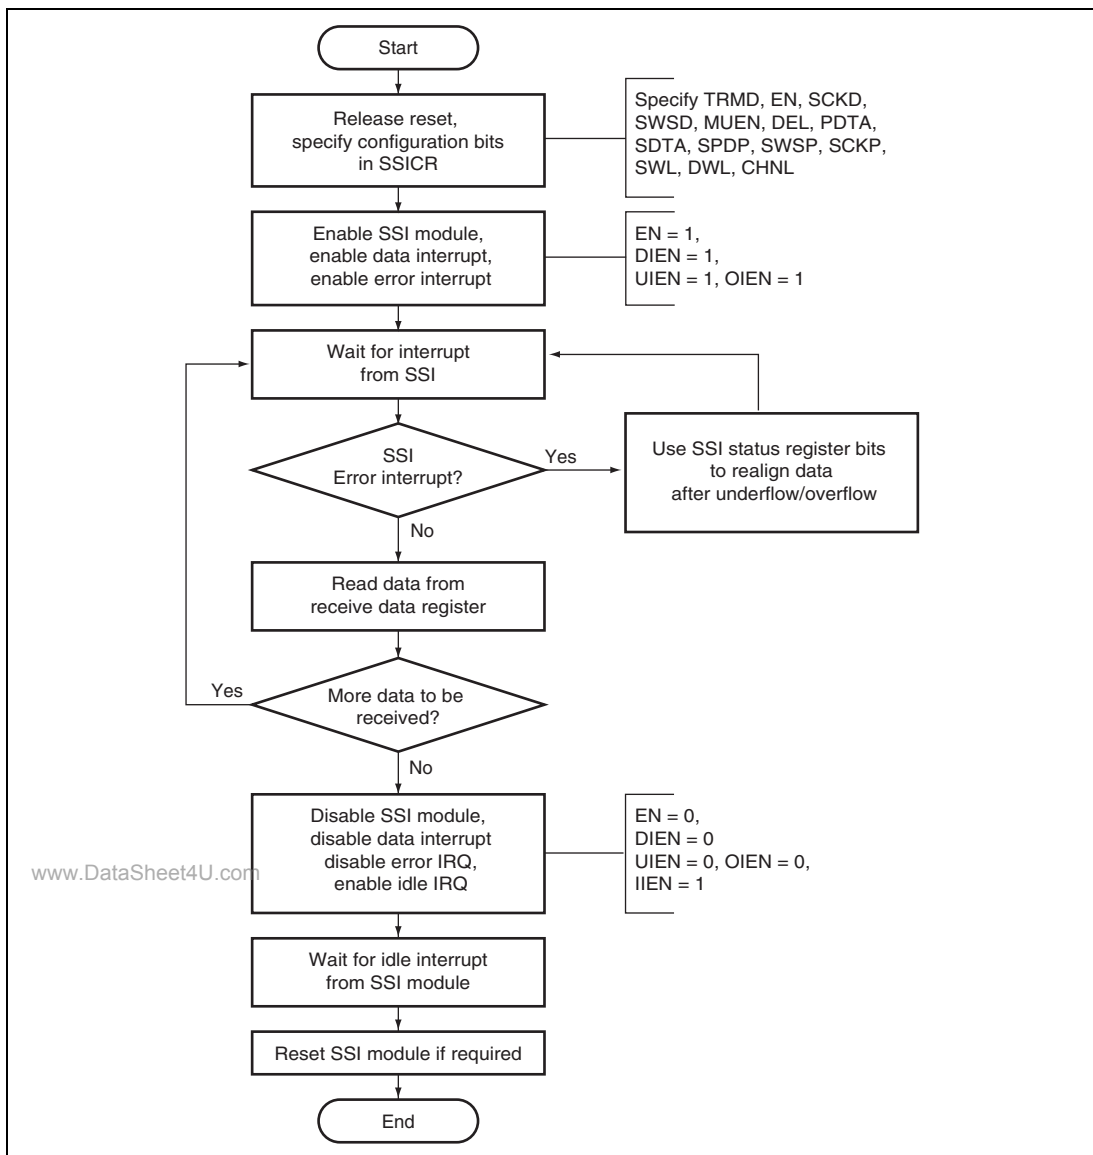 Start
Release reset,
specify configuration bits
in SSICR
Specify TRMD, EN, SCKD,
SWSD, MUEN, DEL, PDTA,
SDTA, SPDP, SWSP, SCKP,
SWL, DWL, CHNL
Enable SSI module,
enable data interrupt,
enable error interrupt
EN = 1,
DIEN = 1,
UIEN = 1, OIEN = 1
Wait for interrupt
from SSI
SSI
Error interrupt?
Yes
Use SSI status register bits
to realign data
after underflow/overflow
No
Read data from
receive data register
More data to be
received?
Yes
No
Disable SSI module,
disable data interrupt
disable error IRQ,
enable idle IRQ
EN = 0,
DIEN = 0
UIEN = 0, OIEN = 0,
IIEN = 1
www.DataSheet4U.com
Wait for idle interrupt
from SSI module
Reset SSI module if required
End